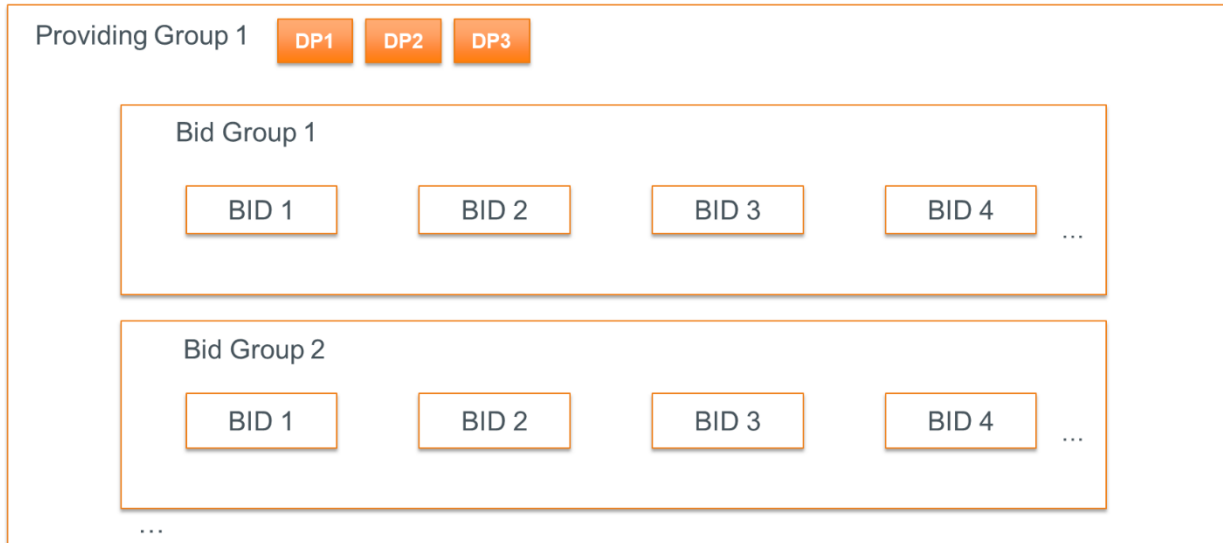 Providing Group 1 DP1 DP2 DP3
Bid Group 1
BID 1 BID 2 BID 3 BID 4 ...
Bid Group 2
BID 1 BID 2 BID 3 BID 4 ...
...